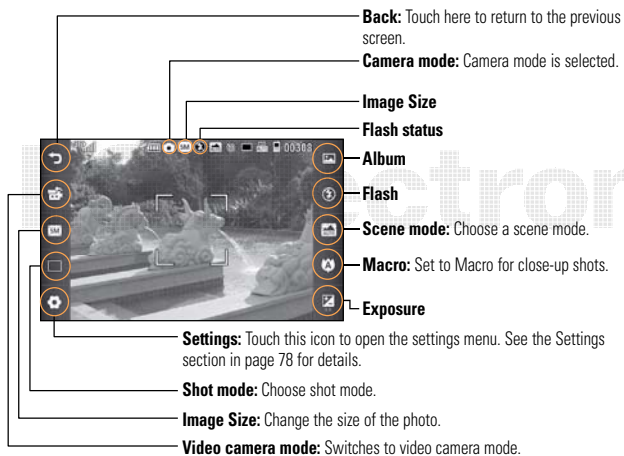 Back: Touch here to return to the previous
screen.
Camera mode: Camera mode is selected.
Image Size
Flash status
5M
00302
Album
Flash
Scene mode: Choose a scene mode.
5M
Macro: Set to Macro for close-up shots.
Exposure
Settings: Touch this icon to open the settings menu. See the Settings
section in page 78 for details.
Shot mode: Choose shot mode.
Image Size: Change the size of the photo.
Video camera mode: Switches to video camera mode.